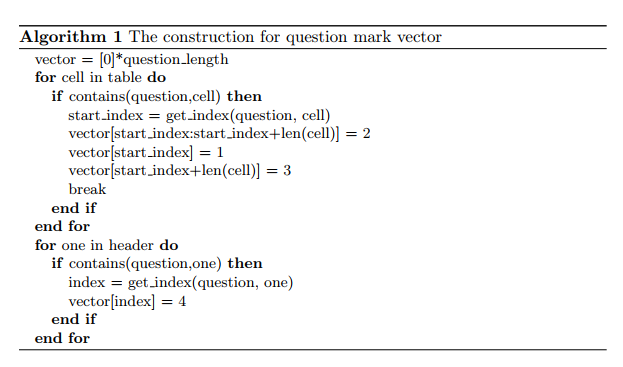 Algorithm 1 The construction for question mark vector
vector = [0]*question_length
for cell in table do
if contains(question,cell) then
start_index = get_index(question, cell)
vector[start_index:start_index+len(cell)] = 2
vector[start_index] = 1
vector[start_index+len(cell)] = 3
break
end if
end for
for one in header do
if contains(question,one) then
index = get_index(question, one)
vector[index] = 4
end if
end for